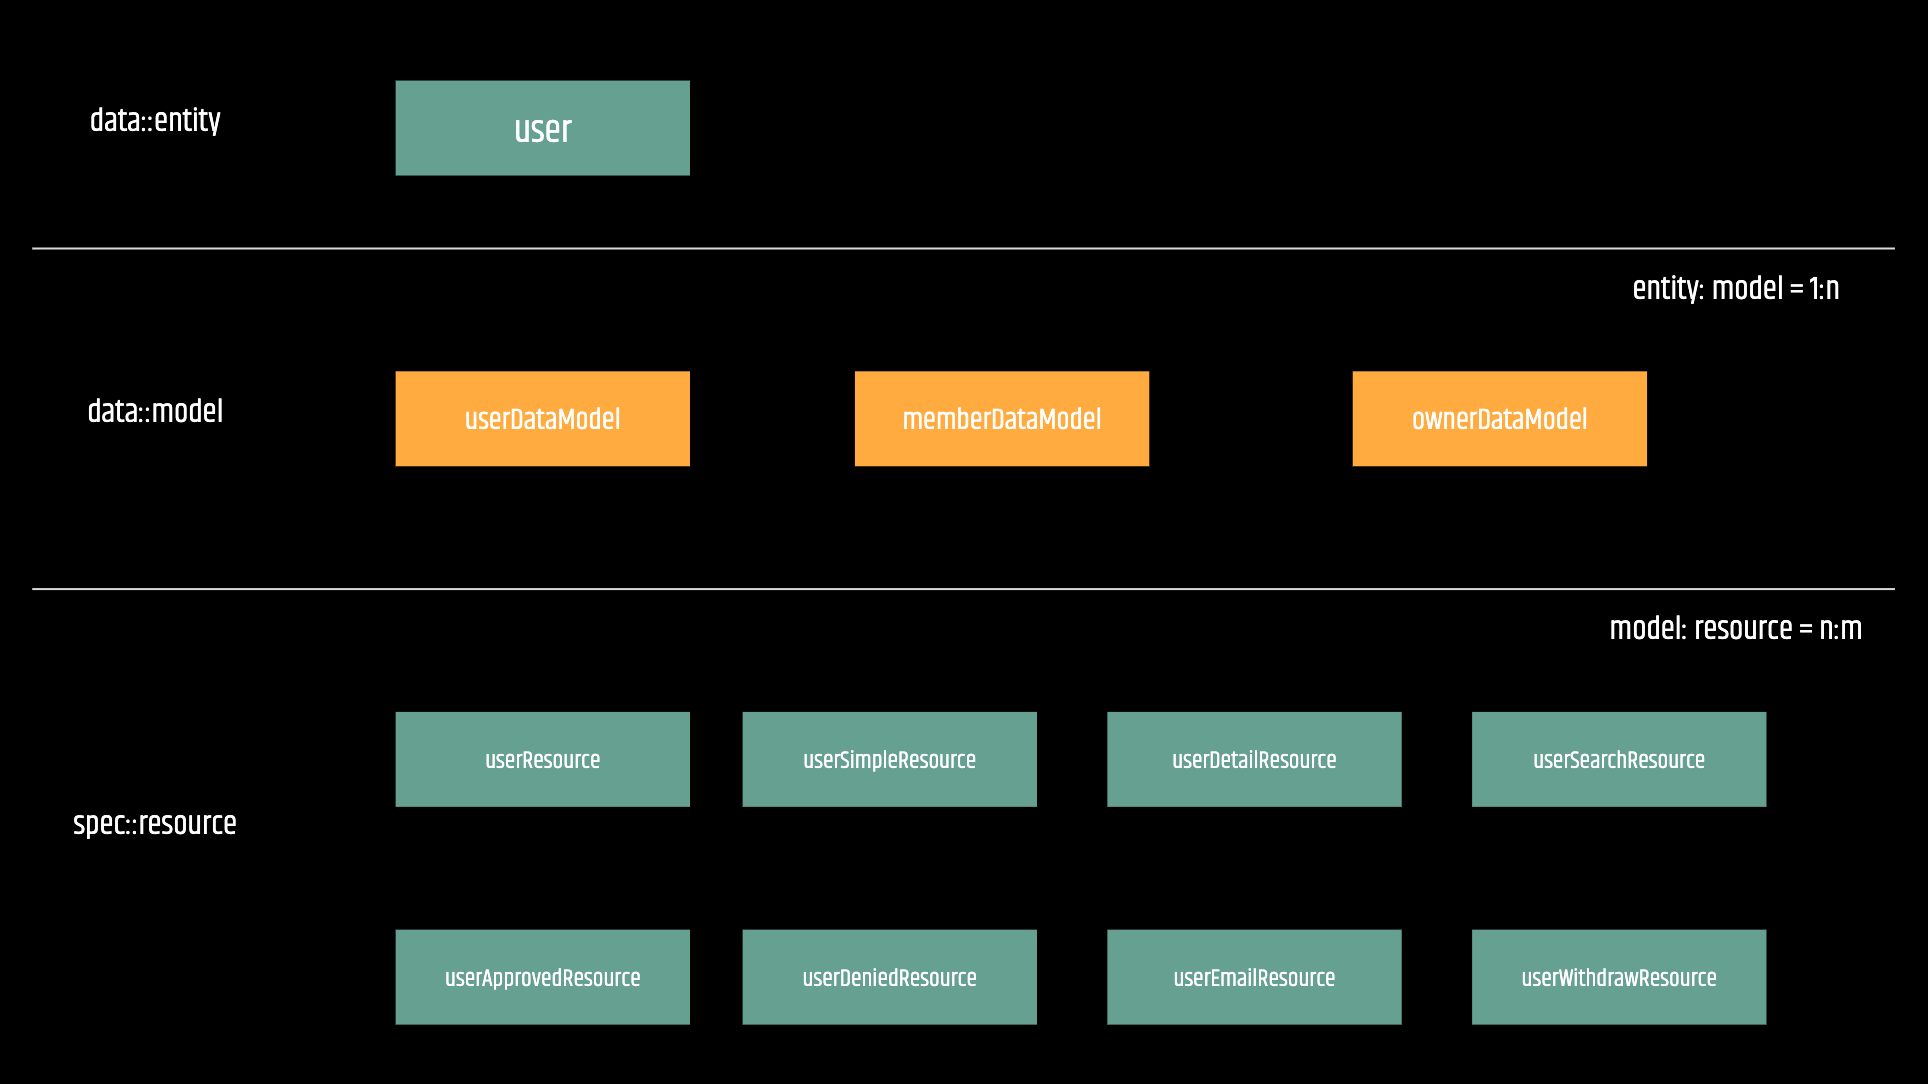 data::entity
user
entity: model = 1:n
data::model
userDataModel
memberDataModel
ownerDataModel
model: resource = n:m
userResource
userSimpleResource
userDetailResource
userSearchResource
spec::resource
userApprovedResource
userDeniedResource
userEmailResource
userWithdrawResource